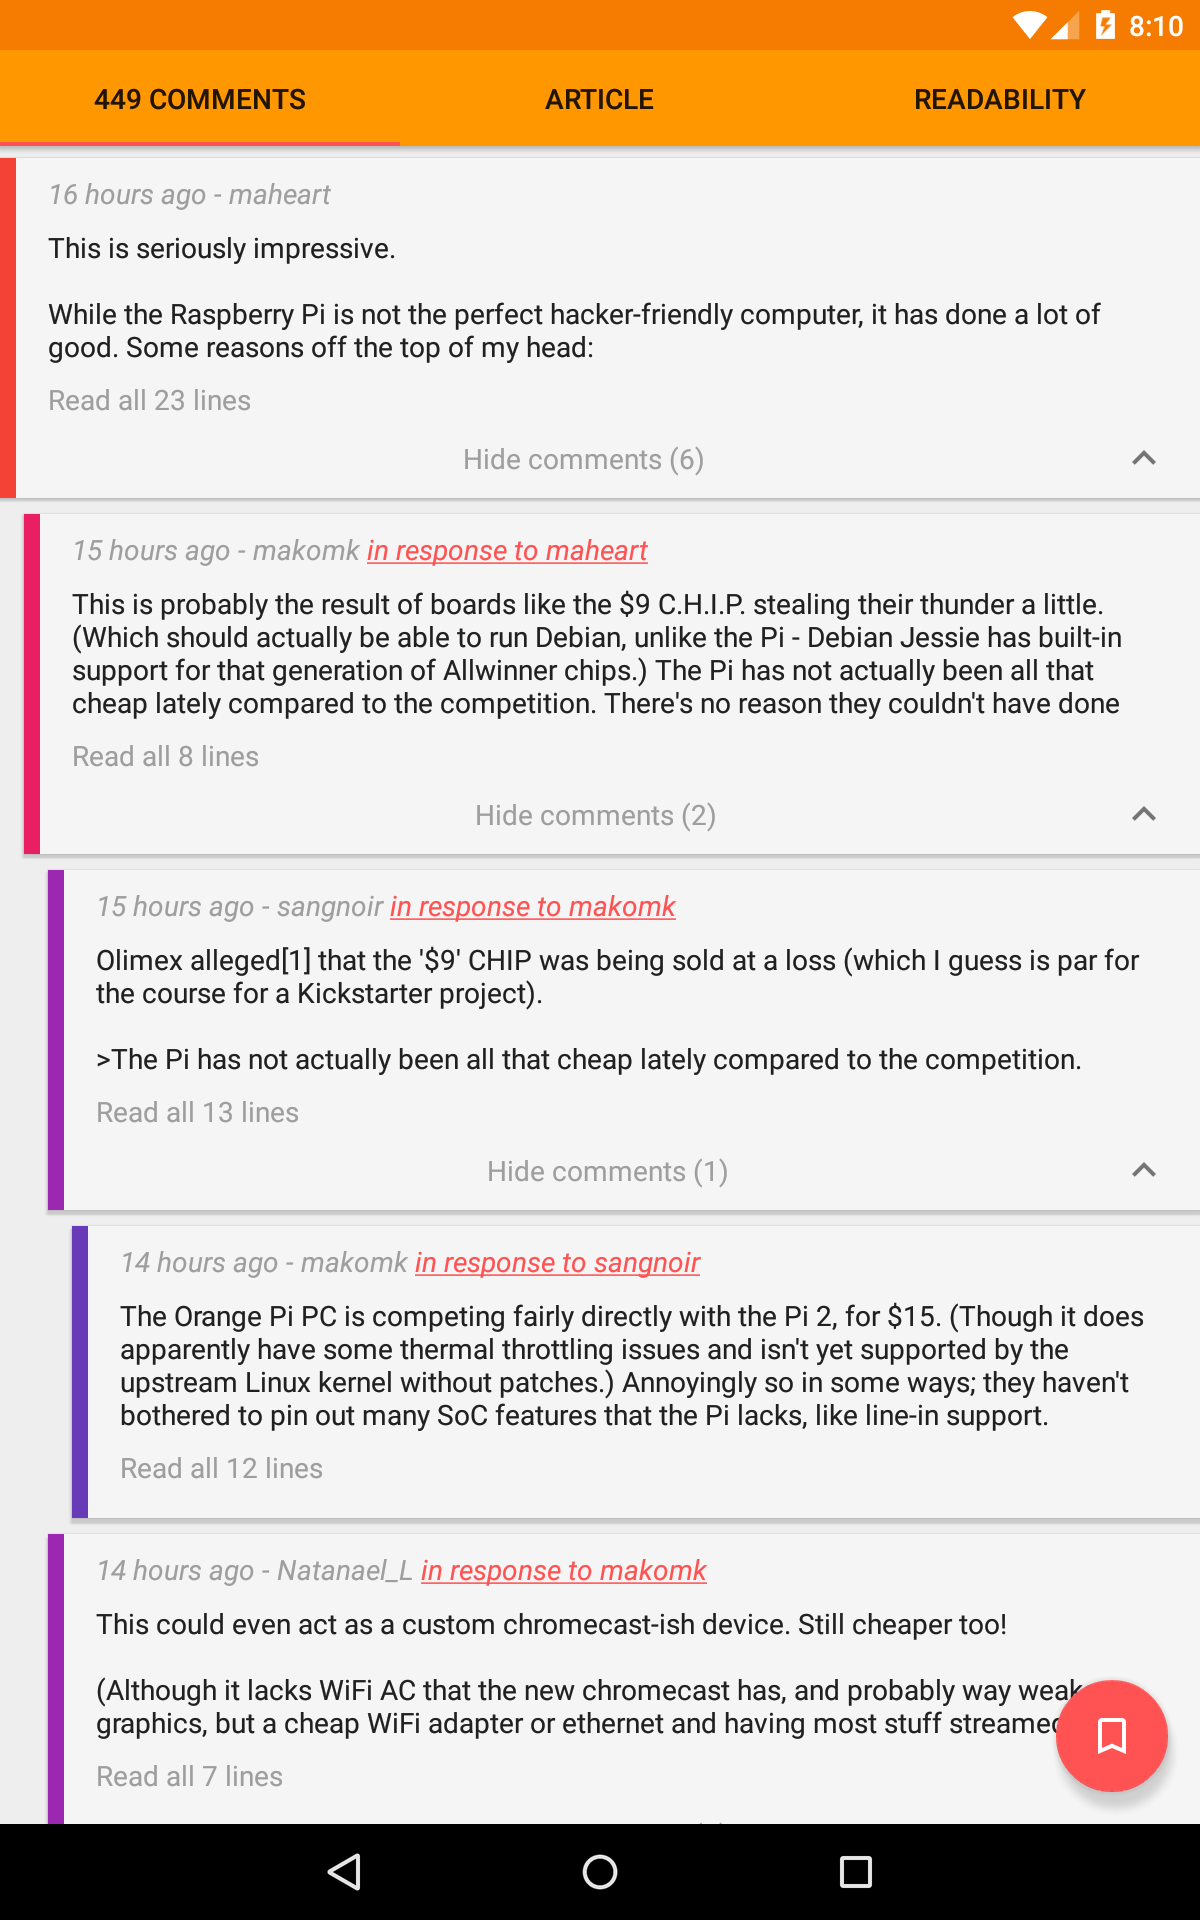 8:10
449 COMMENTS
ARTICLE
READABILITY
16 hours ago - maheart
This is seriously impressive.
While the Raspberry Pi is not the perfect hacker-friendly computer, it has done a lot of
good. Some reasons off the top of my head:
Read all 23 lines
Hide comments (6)
15 hours ago - makomk in response to maheart
This is probably the result of boards like the $9 C.H.I.P. stealing their thunder a little.
(Which should actually be able to run Debian, unlike the Pi - Debian Jessie has built-in
support for that generation of Allwinner chips.) The Pi has not actually been all that
cheap lately compared to the competition. There's no reason they couldn't have done
Read all 8 lines
Hide comments (2)
15 hours ago - sangnoir in response to makomk
Olimex alleged[1] that the '$9' CHIP was being sold at a loss (which I guess is par for
the course for a Kickstarter project).
>The Pi has not actually been all that cheap lately compared to the competition.
Read all 13 lines
Hide comments (1)
14 hours ago - makomk in response to sangnoir
The Orange Pi PC is competing fairly directly with the Pi 2, for $15. (Though it does
apparently have some thermal throttling issues and isn't yet supported by the
upstream Linux kernel without patches.) Annoyingly so in some ways; they haven't
bothered to pin out many SoC features that the Pi lacks, like line-in support.
Read all 12 lines
14 hours ago - Natanael_L in response to makomk
This could even act as a custom chromecast-ish device. Still cheaper too!
(Although it lacks WiFi AC that the new chromecast has, and probably way weak
graphics, but a cheap WiFi adapter or ethernet and having most stuff streamed
Read all 7 lines